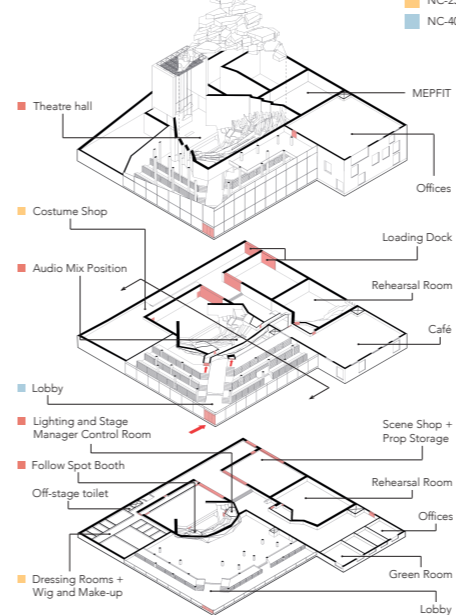 NC-40
MEPFIT
Theatre hall
Offices
Costume Shop
Loading Dock
Audio Mix Position
Rehearsal Room
Café
Lobby
Lighting and Stage
Manager Control Room
Scene Shop +
Prop Storage
Follow Spot Booth
Off-stage toilet
Rehearsal Room
Offices
Green Room
Dressing Rooms +
Wig and Make-up
Lobby